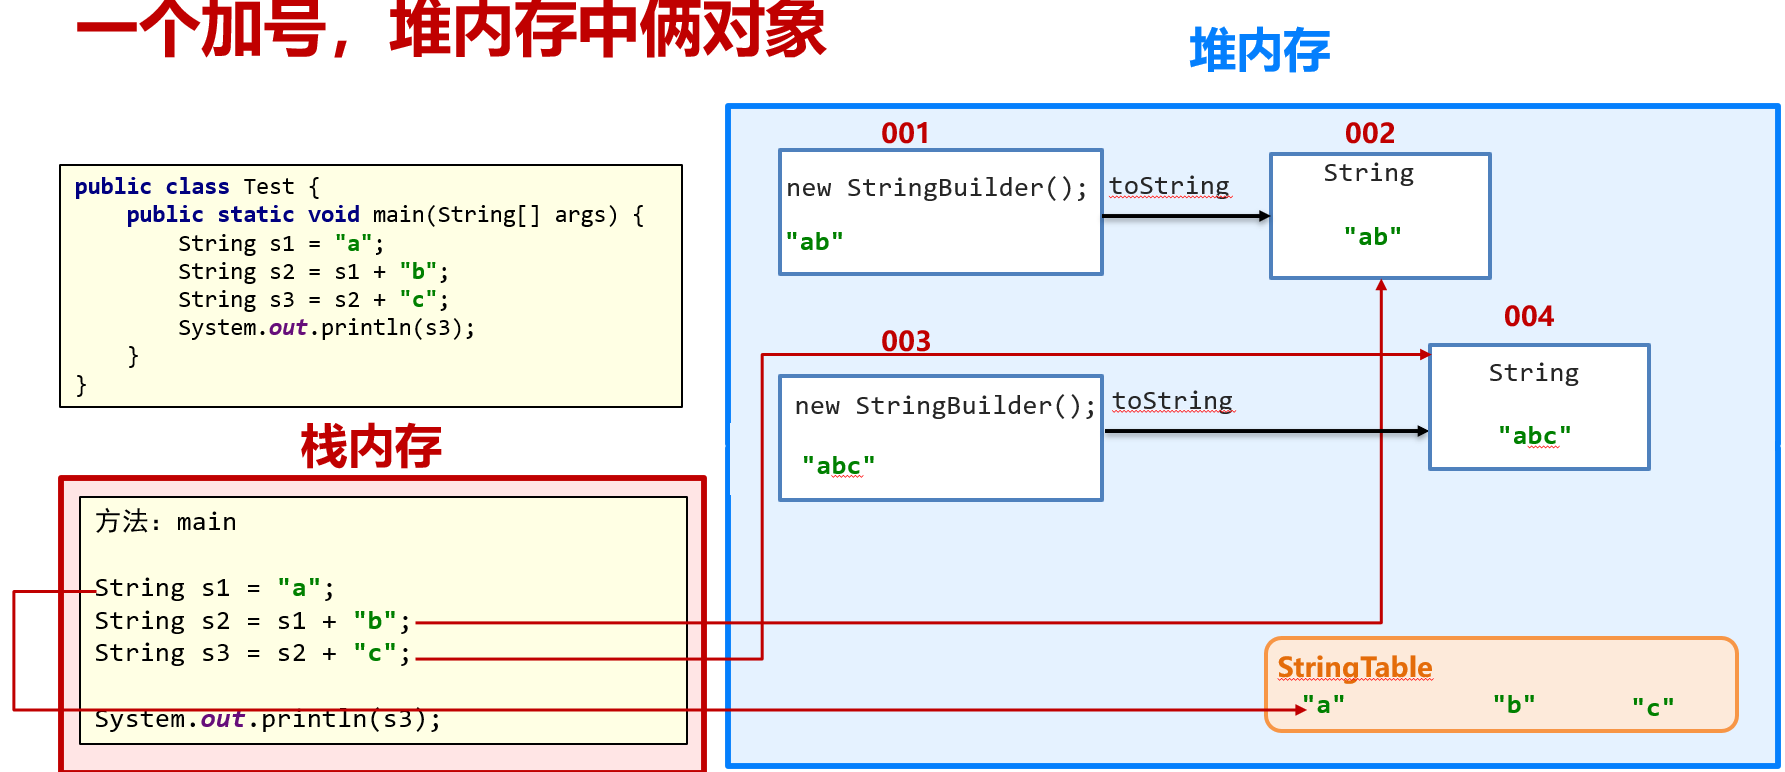 一个加号，堆内存中俩对象
public class Test {
public static void main(String[] args) {
String s1 = "a";
String s2 = s1 + "b";
String s3 = s2 + "c";
System.out.println(s3);
}
}
栈内存
方法：main
String s1 = "a";
String s2 = s1 + "b";
String s3 = s2 + "c";
System.out.println(s3);
堆内存
001
new StringBuilder();
"ab"
toString
002
String
"ab"
003
new StringBuilder();
"abc"
toString
004
String
"abc"
StringTable
"a" "b" "c"